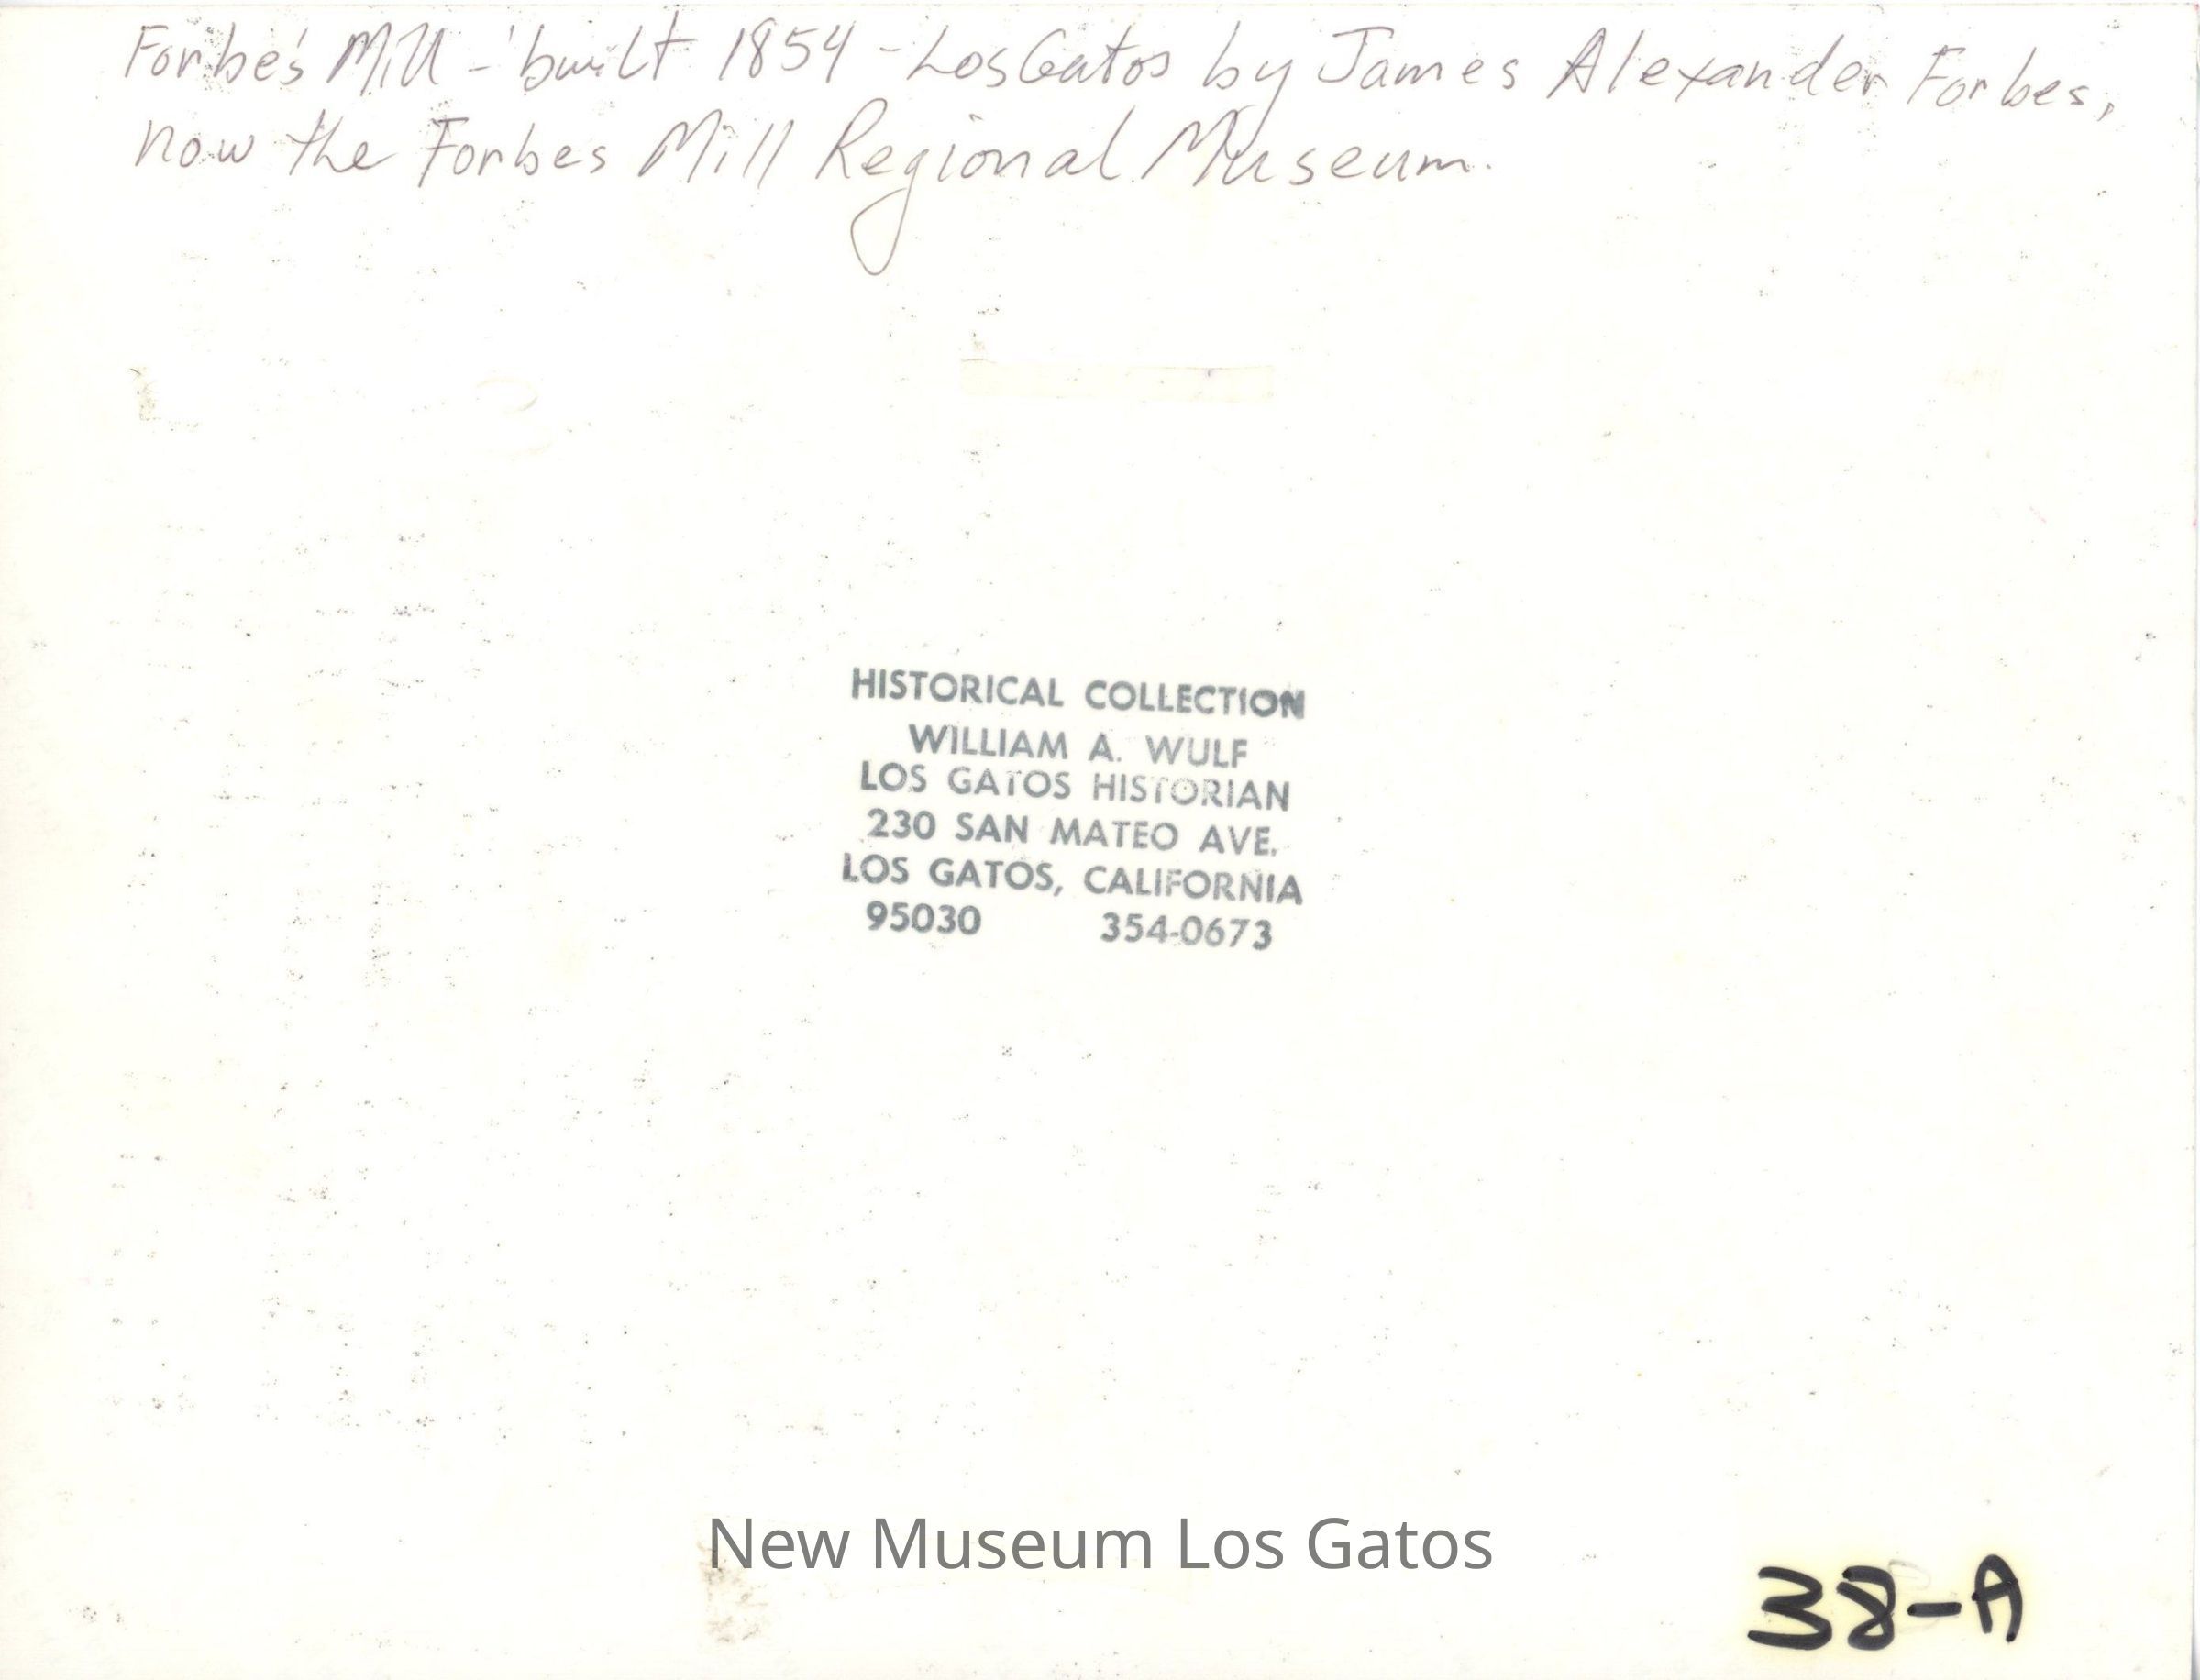 Forbe's Mill - built 1854 - Los Gatos by James Alexander Forbes,
now the Forbes Mill Regional Museum.
HISTORICAL COLLECTION
WILLIAM A. WULF
LOS GATOS HISTORIAN
230 SAN MATEO AVE.
LOS GATOS, CALIFORNIA
95030 354-0673
New Museum Los Gatos
38-A